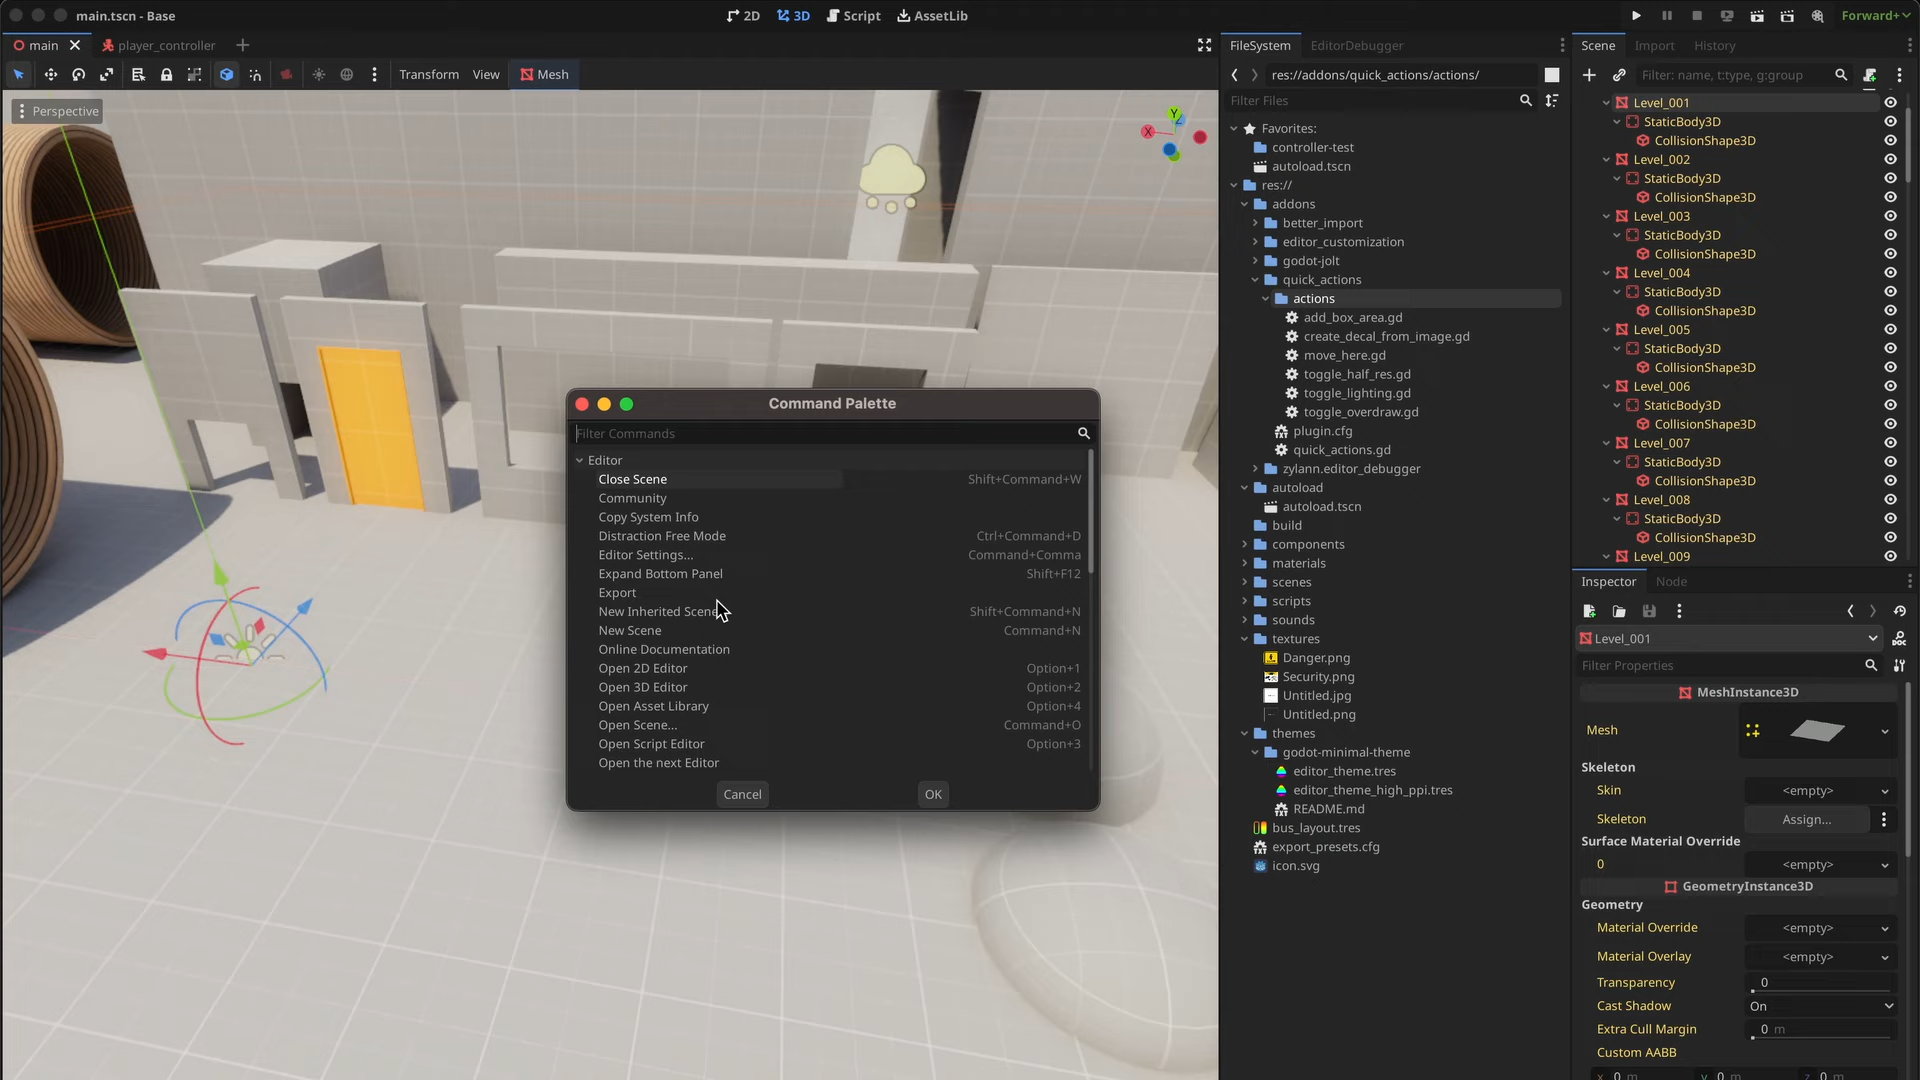 main.tscn - Base
2D
3D
Script
AssetLib
Forward+
main
player_controller
Transform
View
Mesh
Perspective
Y
X
Z
Command Palette
Filter Commands
Editor
Close Scene Shift+Command+W
Community
Copy System Info
Distraction Free Mode Ctrl+Command+D
Editor Settings... Command+Comma
Expand Bottom Panel Shift+F12
Export
New Inherited Scene Shift+Command+N
New Scene Command+N
Online Documentation
Open 2D Editor Option+1
Open 3D Editor Option+2
Open Asset Library Option+4
Open Scene... Command+O
Open Script Editor Option+3
Open the next Editor
Cancel
OK
FileSystem
EditorDebugger
res://addons/quick_actions/actions/
Filter Files
Favorites:
controller-test
autoload.tscn
res://
addons
better_import
editor_customization
godot-jolt
quick_actions
actions
add_box_area.gd
create_decal_from_image.gd
move_here.gd
toggle_half_res.gd
toggle_lighting.gd
toggle_overdraw.gd
plugin.cfg
quick_actions.gd
zylann.editor_debugger
autoload
autoload.tscn
build
components
materials
scenes
scripts
sounds
textures
Danger.png
Security.png
Untitled.jpg
Untitled.png
themes
godot-minimal-theme
editor_theme.tres
editor_theme_high_ppi.tres
README.md
bus_layout.tres
export_presets.cfg
icon.svg
Scene
Import
History
Filter: name, t:type, g:group
Level_001
StaticBody3D
CollisionShape3D
Level_002
StaticBody3D
CollisionShape3D
Level_003
StaticBody3D
CollisionShape3D
Level_004
StaticBody3D
CollisionShape3D
Level_005
StaticBody3D
CollisionShape3D
Level_006
StaticBody3D
CollisionShape3D
Level_007
StaticBody3D
CollisionShape3D
Level_008
StaticBody3D
CollisionShape3D
Level_009
Inspector
Node
Level_001
Filter Properties
MeshInstance3D
Mesh
Skeleton
Skin <empty>
Skeleton Assign...
Surface Material Override
0 <empty>
GeometryInstance3D
Geometry
Material Override <empty>
Material Overlay <empty>
Transparency 0
Cast Shadow On
Extra Cull Margin 0 m
Custom AABB
x 0 m y 0 m z 0 m